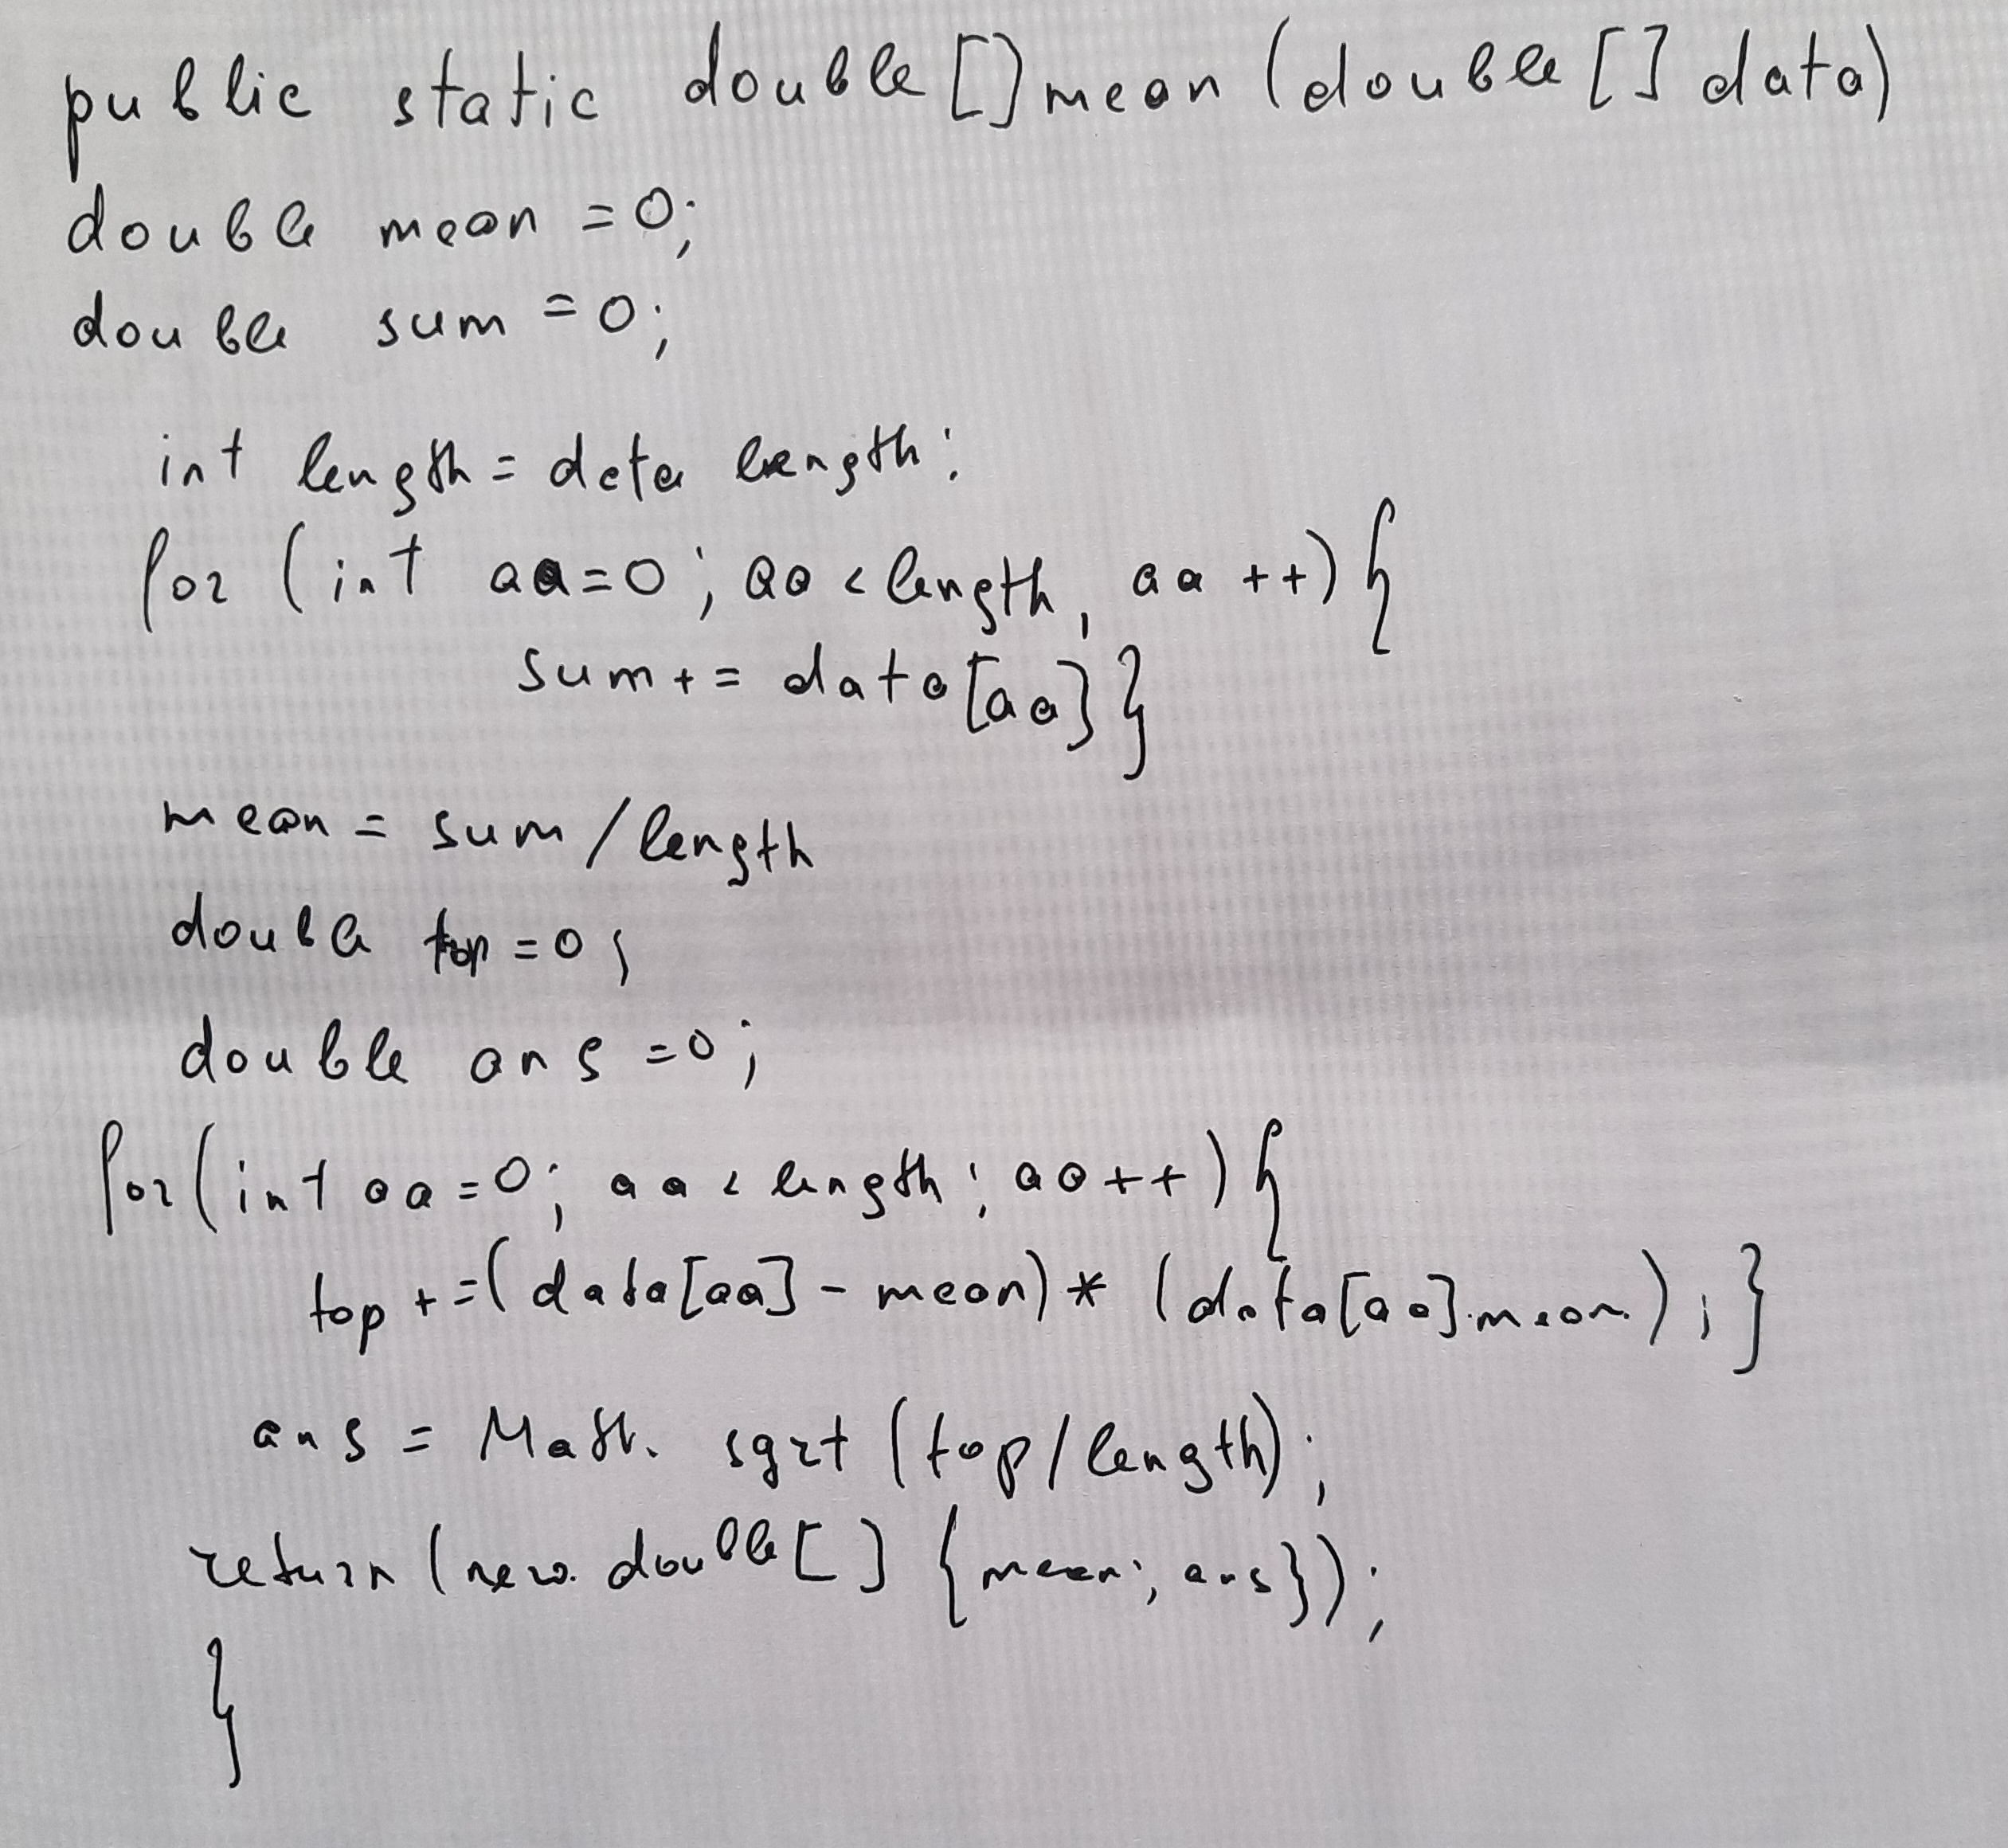 public static double [] mean (double [] data)
double mean = 0;
double sum = 0;
int length = data length;
for (int aa = 0; aa < length, aa ++) {
sum += data [aa] }
mean = sum / length
double top = 0;
double ans = 0;
for (int aa = 0; aa < length; aa ++) {
top += (data [aa] - mean) * (data [aa] . mean) ; }
ans = Math. sqrt (top / length);
return (new double [ ] { mean ; ans });
}